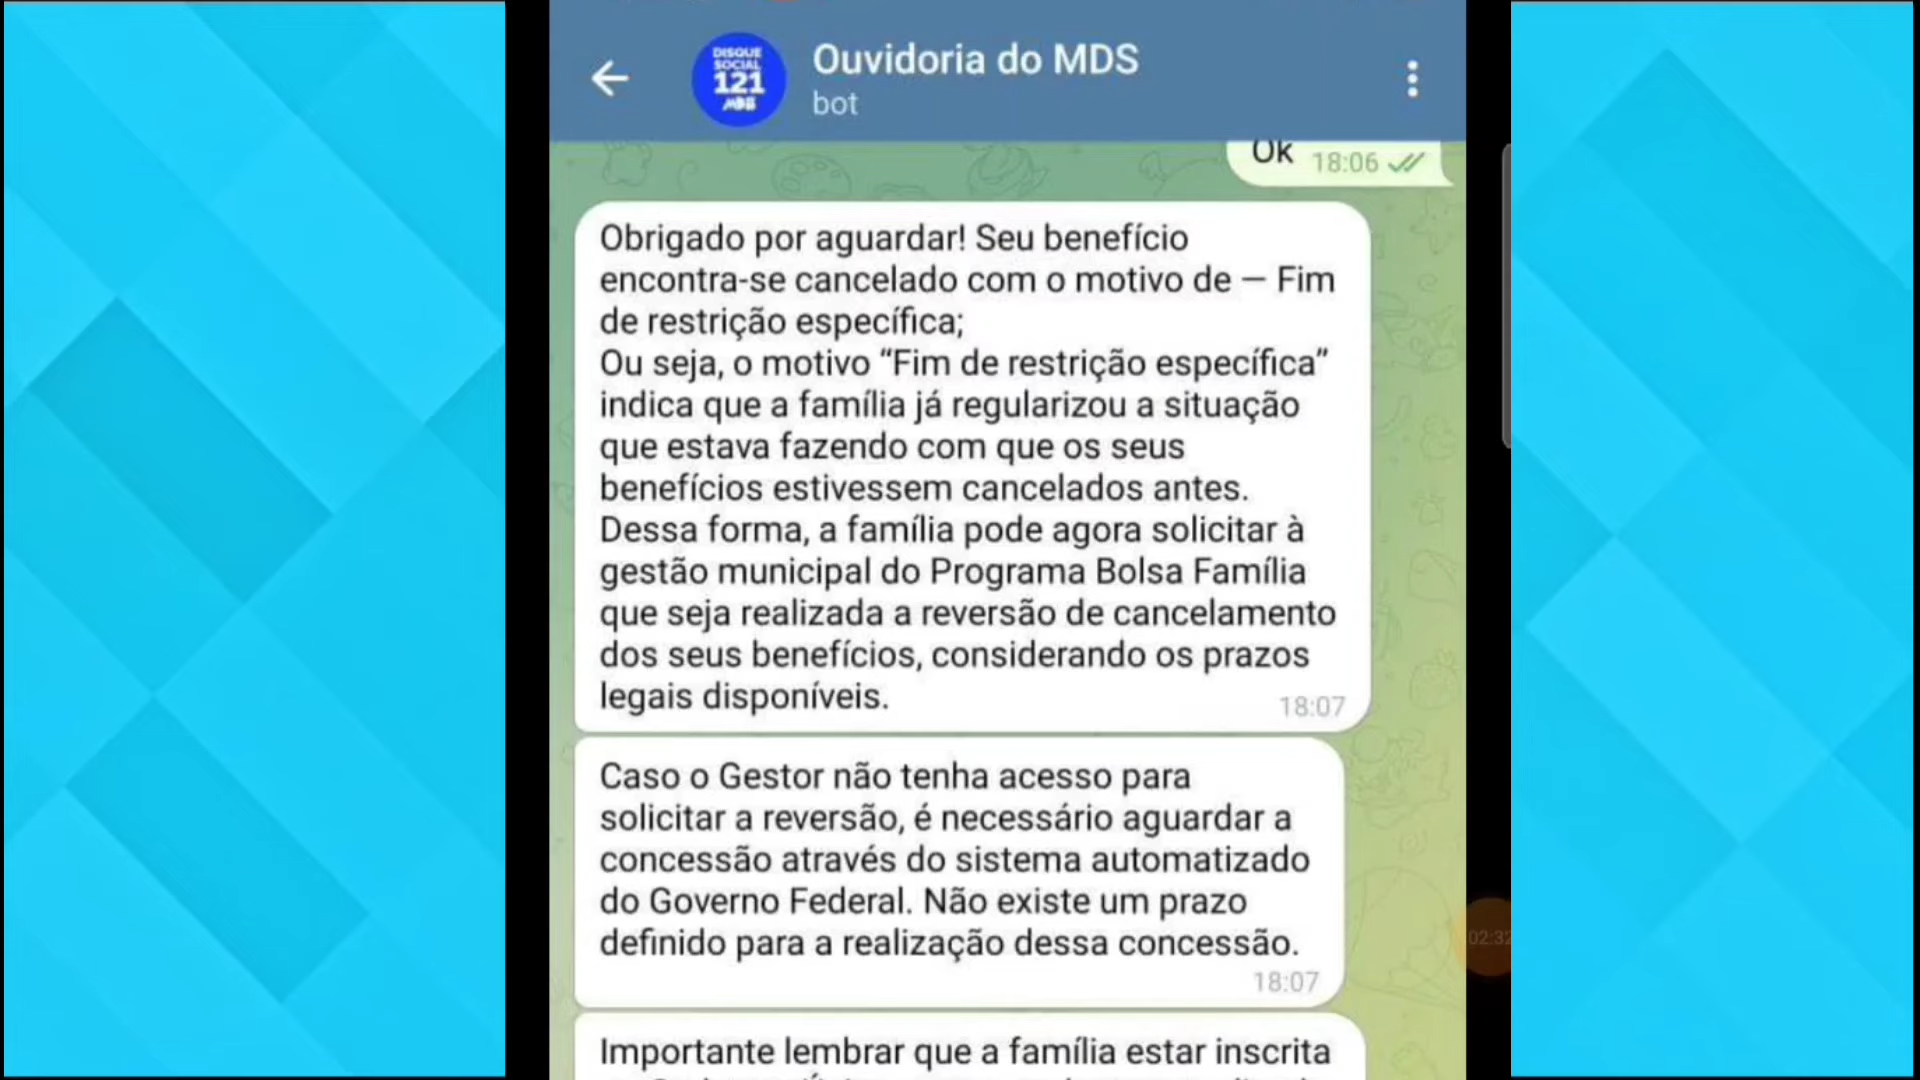 DISQUE
SOCIAL
121
MDS
Ouvidoria do MDS
bot
Ok 18:06
Obrigado por aguardar! Seu benefício
encontra-se cancelado com o motivo de — Fim
de restrição específica;
Ou seja, o motivo “Fim de restrição específica”
indica que a família já regularizou a situação
que estava fazendo com que os seus
benefícios estivessem cancelados antes.
Dessa forma, a família pode agora solicitar à
gestão municipal do Programa Bolsa Família
que seja realizada a reversão de cancelamento
dos seus benefícios, considerando os prazos
legais disponíveis.
18:07
Caso o Gestor não tenha acesso para
solicitar a reversão, é necessário aguardar a
concessão através do sistema automatizado
do Governo Federal. Não existe um prazo
definido para a realização dessa concessão.
18:07
02:32
Importante lembrar que a família estar inscrita